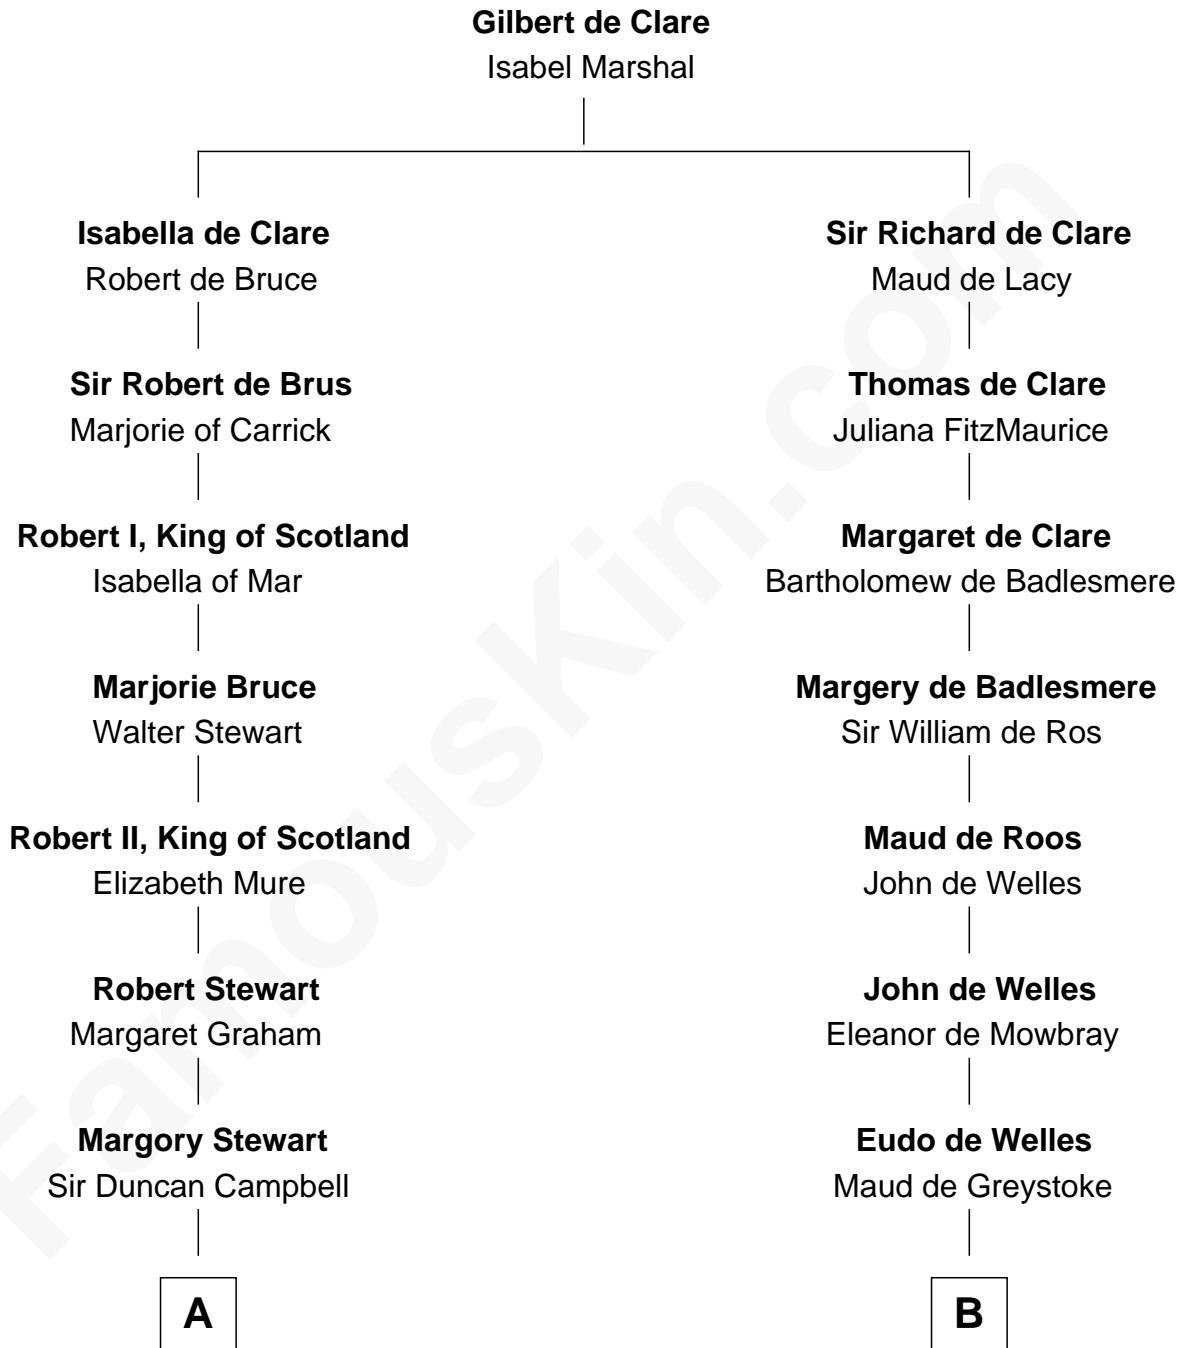 Gilbert de Clare
Isabel Marshal
Isabella de Clare
Robert de Bruce
Sir Richard de Clare
Maud de Lacy
Sir Robert de Brus
Marjorie of Carrick
Thomas de Clare
Juliana FitzMaurice
Robert I, King of Scotland
Isabella of Mar
Margaret de Clare
Bartholomew de Badlesmere
Marjorie Bruce
Walter Stewart
Margery de Badlesmere
Sir William de Ros
Robert II, King of Scotland
Elizabeth Mure
Maud de Roos
John de Welles
Robert Stewart
Margaret Graham
John de Welles
Eleanor de Mowbray
Margory Stewart
Sir Duncan Campbell
Eudo de Welles
Maud de Greystoke
A
B
FamousKin.com